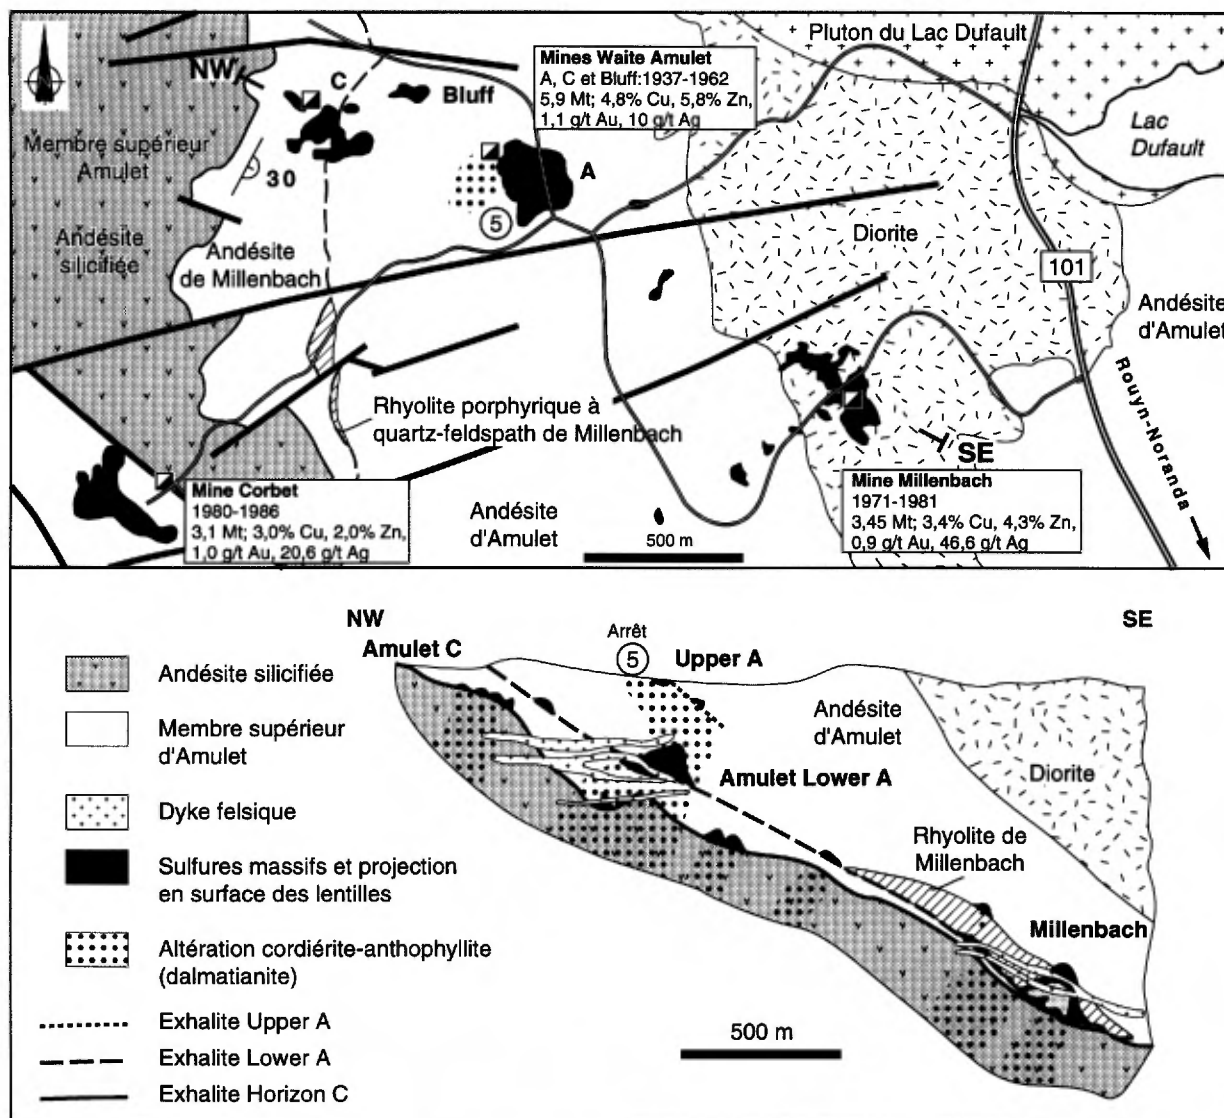 Pluton du Lac Dufault
Mines Waite Amulet
A, C et Bluff:1937-1962
5,9 Mt; 4,8% Cu, 5,8% Zn,
1,1 g/t Au, 10 g/t Ag
NW
C
Bluff
Lac
Dufault
Membre supérieur
Amulet
30
A
5
Andésite
silicifiée
Andésite
de Millenbach
Diorite
101
Andésite
d'Amulet
Rhyolite porphyrique à
quartz-feldspath de Millenbach
Rouyn-Noranda
SE
Mine Corbet
1980-1986
3,1 Mt; 3,0% Cu, 2,0% Zn,
1,0 g/t Au, 20,6 g/t Ag
Andésite
d'Amulet
500 m
Mine Millenbach
1971-1981
3,45 Mt; 3,4% Cu, 4,3% Zn,
0,9 g/t Au, 46,6 g/t Ag
NW
SE
Amulet C
Arrêt
5
Upper A
Andésite
d'Amulet
Diorite
Amulet Lower A
Rhyolite de
Millenbach
Millenbach
500 m
Andésite silicifiée
Membre supérieur
d'Amulet
Dyke felsique
Sulfures massifs et projection
en surface des lentilles
Altération cordiérite-anthophyllite
(dalmatianite)
Exhalite Upper A
Exhalite Lower A
Exhalite Horizon C